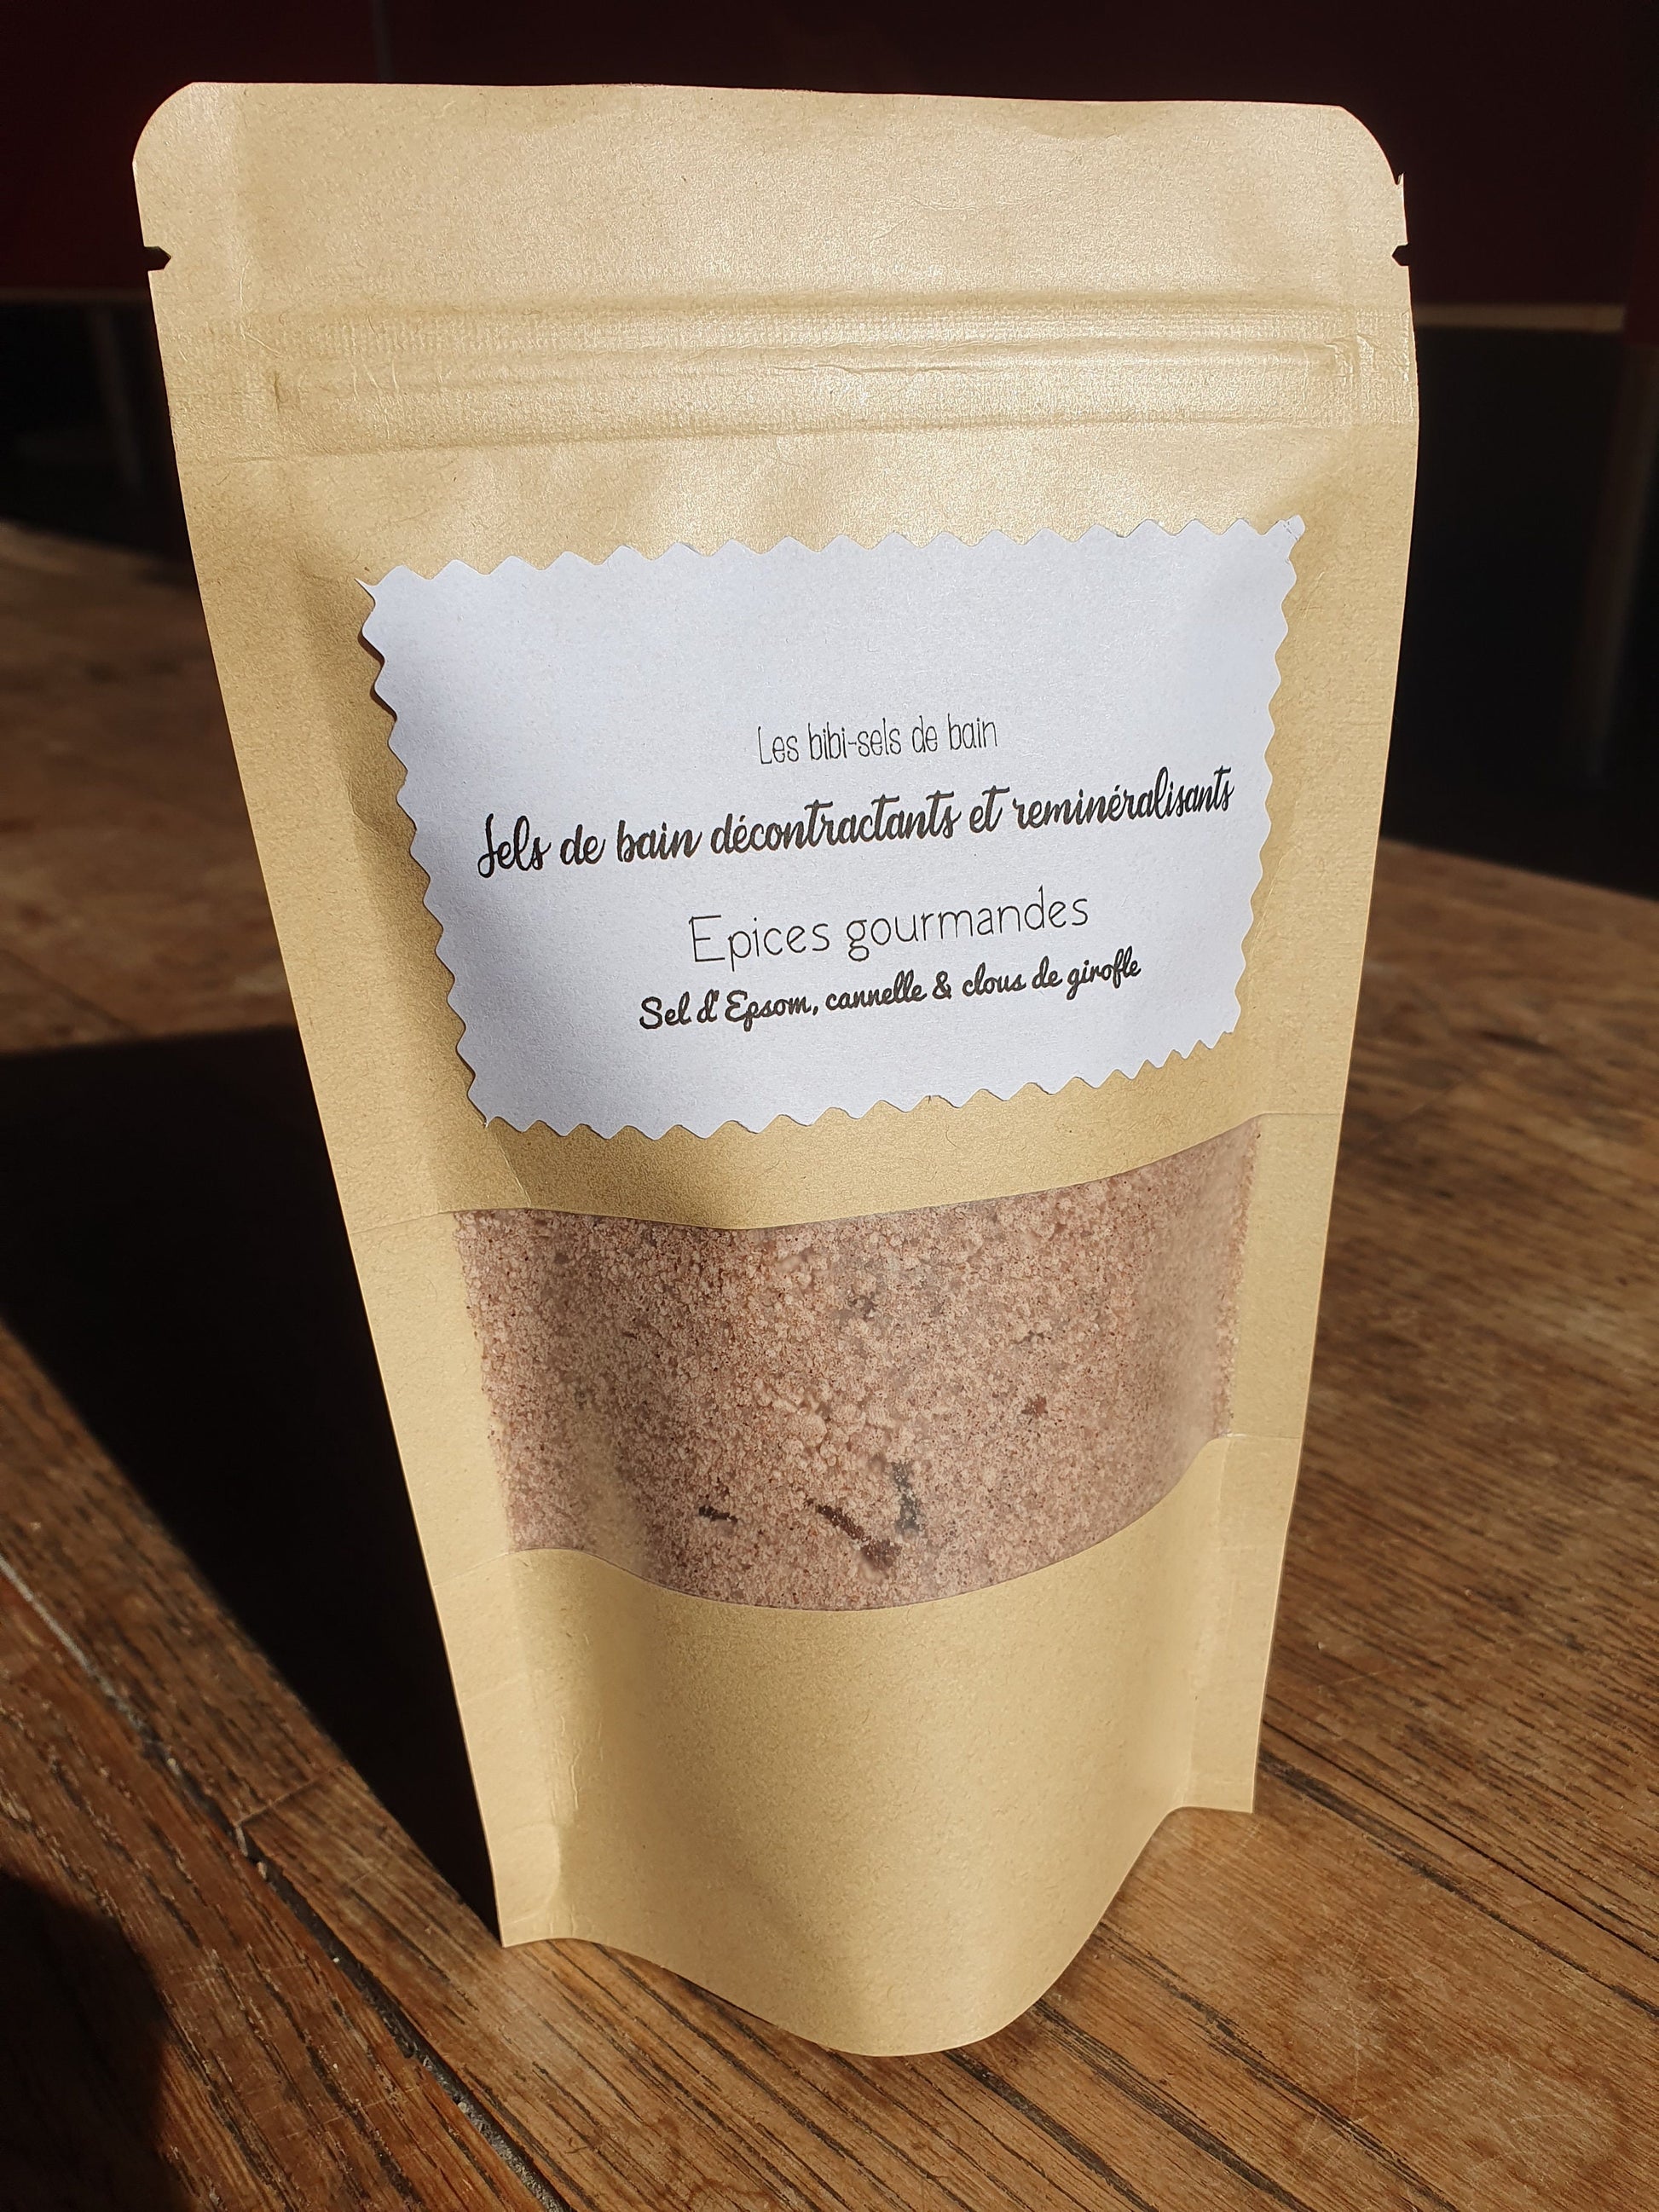 Les bibi-sels de bain
Sels de bain décontractants et reminéralisants
Epices gourmandes
Sel d'Epsom, cannelle & clous de girofle